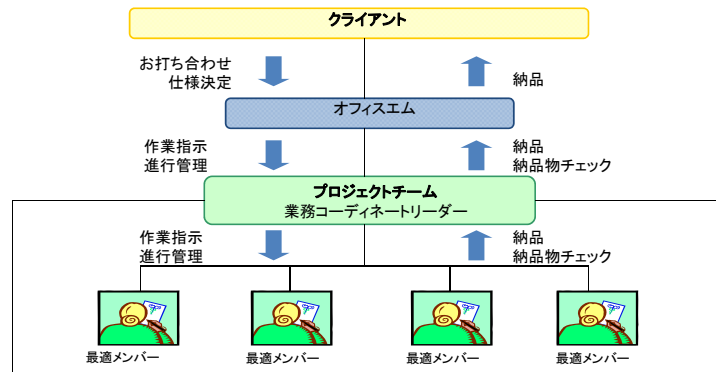 クライアント
お打ち合わせ
仕様決定
納品
オフィスエム
作業指示
進行管理
納品
納品物チェック
プロジェクトチーム
業務コーディネートリーダー
作業指示
進行管理
納品
納品物チェック
最適メンバー
最適メンバー
最適メンバー
最適メンバー